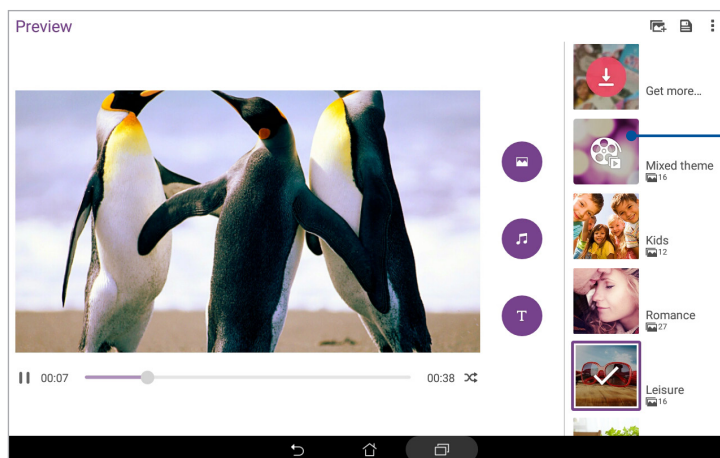 Preview
Get more...
Mixed theme
16
Kids
12
T
Romance
27
00:07
00:38
Leisure
16